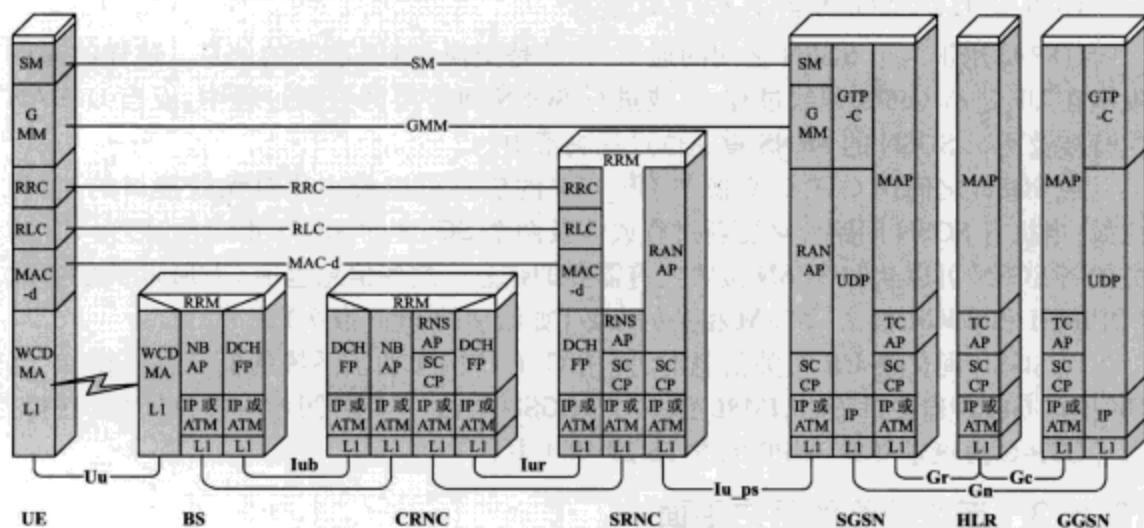 SM
G
MM
RRC
RLC
MAC
-d
WCD
MA
L1
SM
GMM
RRC
RLC
MAC-d
RRM
WCD
MA
L1
NB
AP
DCH
FP
IP 或
ATM
IP 或
ATM
L1
L1
RRM
DCH
FP
NB
AP
RNS
AP
SC
CP
DCH
FP
IP 或
ATM
IP 或
ATM
IP 或
ATM
IP 或
ATM
L1
L1
L1
L1
RRM
RRC
RLC
MAC
-d
DCH
FP
RNS
AP
SC
CP
RAN
AP
SC
CP
IP 或
ATM
IP 或
ATM
IP 或
ATM
L1
L1
L1
SM
G
MM
RAN
AP
SC
CP
IP 或
ATM
L1
GTP
-C
UDP
IP
L1
MAP
TC
AP
SC
CP
IP 或
ATM
L1
MAP
TC
AP
SC
CP
IP 或
ATM
L1
MAP
TC
AP
SC
CP
IP 或
ATM
L1
GTP
-C
UDP
IP
L1
Uu
Iub
Iur
Iu_ps
Gr
Gc
Gn
UE
BS
CRNC
SRNC
SGSN
HLR
GGSN